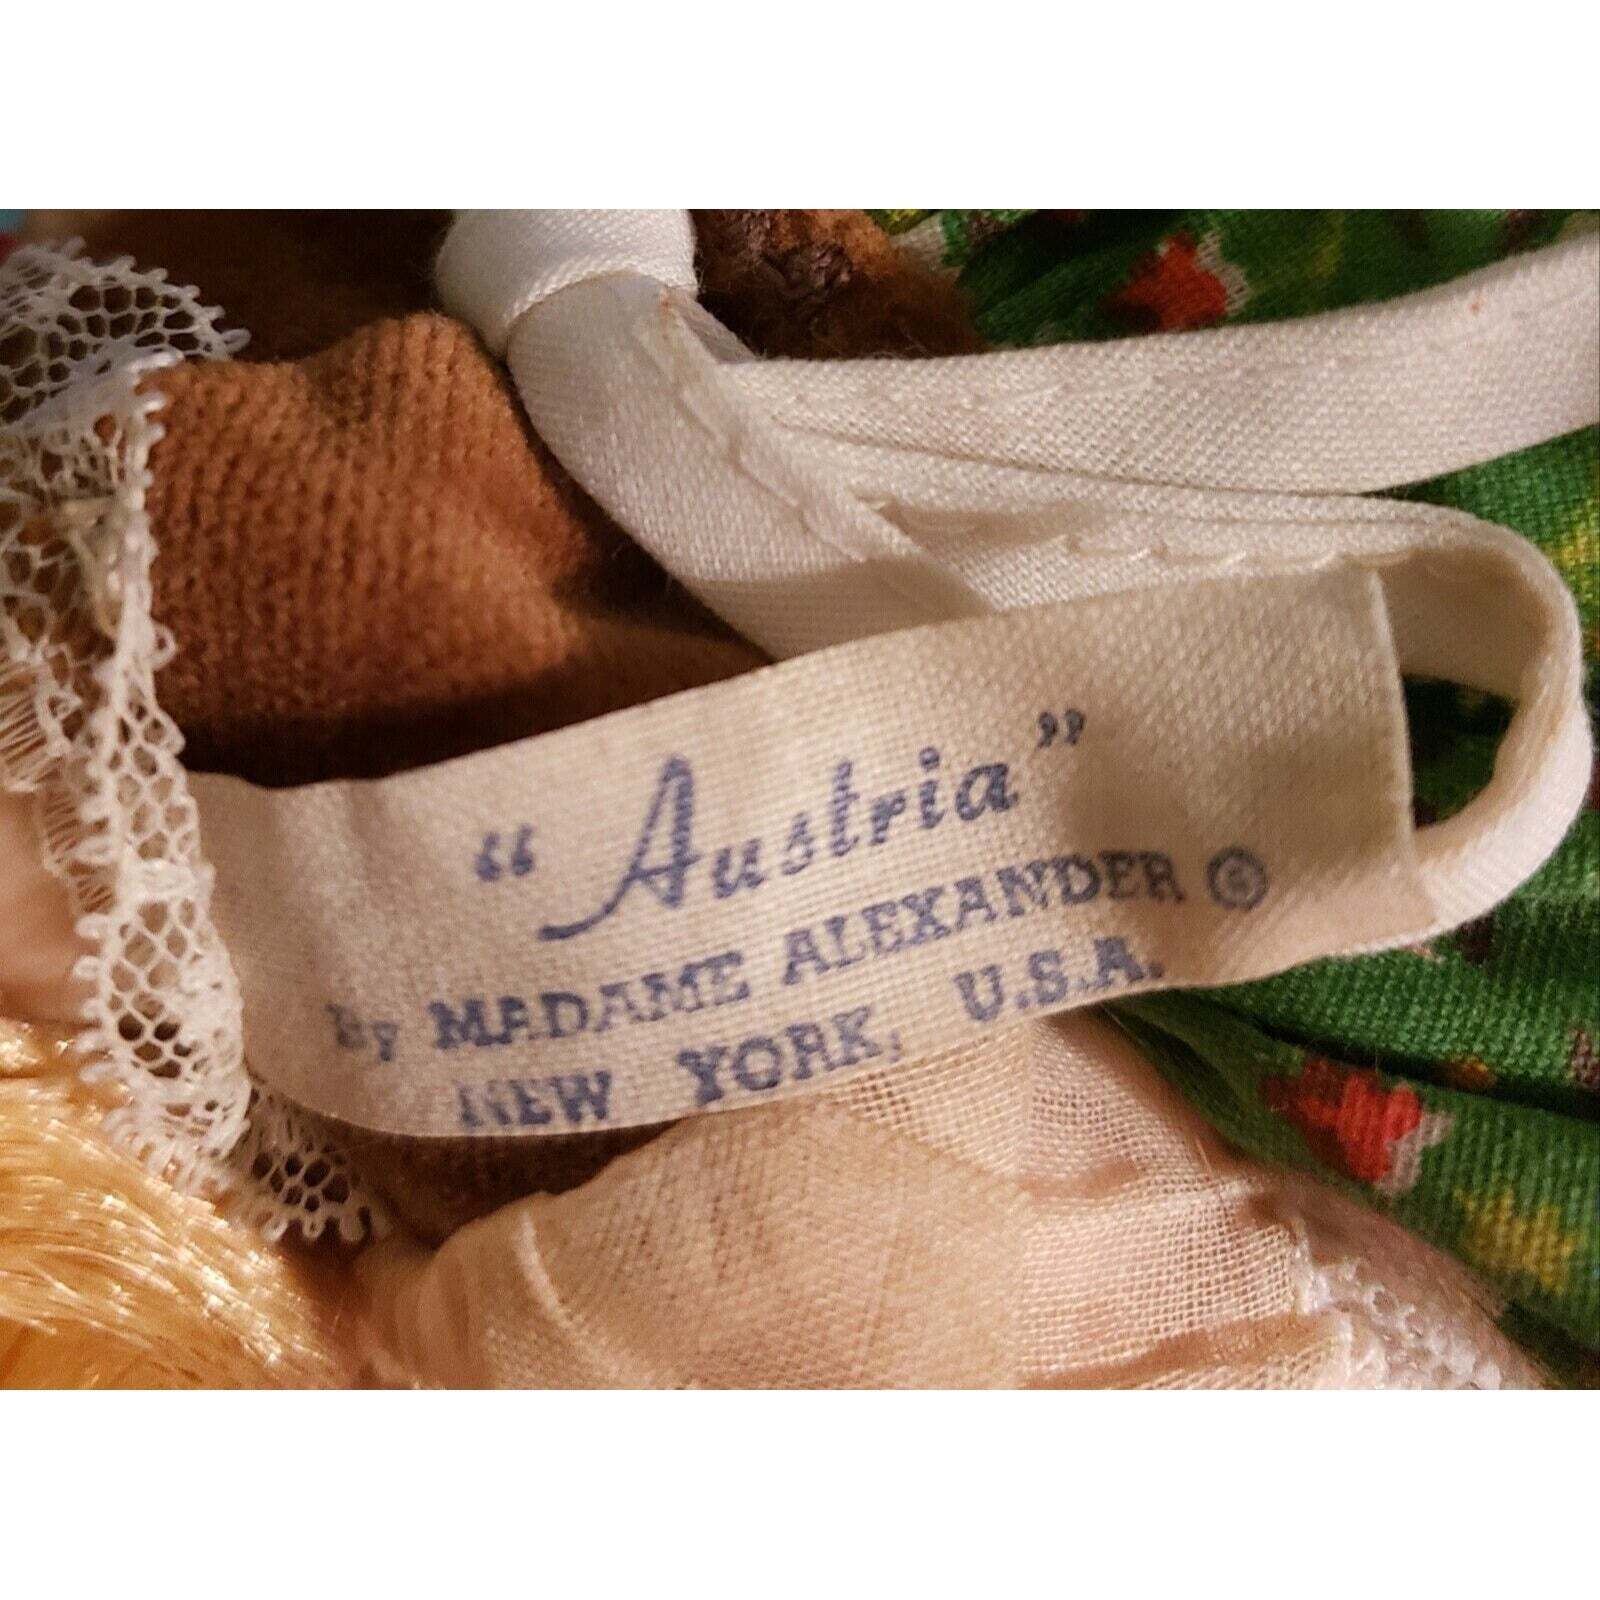 “Austria”
By MADAME ALEXANDER ®
NEW YORK, U.S.A.